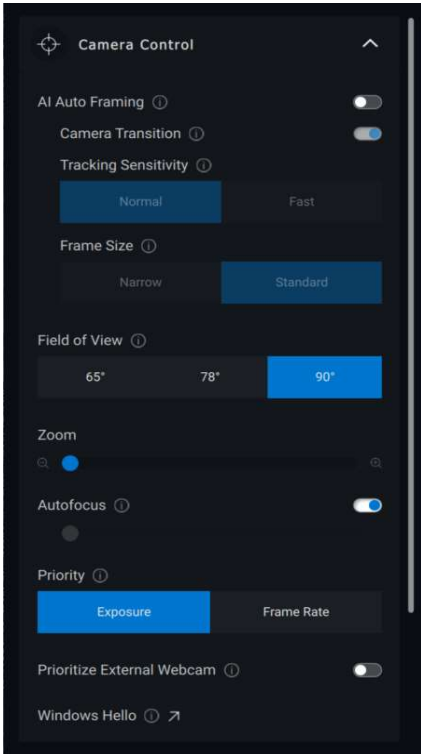 Camera Control
AI Auto Framing
Camera Transition
Tracking Sensitivity
Normal Fast
Frame Size
Narrow Standard
Field of View
65° 78° 90°
Zoom
Autofocus
Priority
Exposure Frame Rate
Prioritize External Webcam
Windows Hello